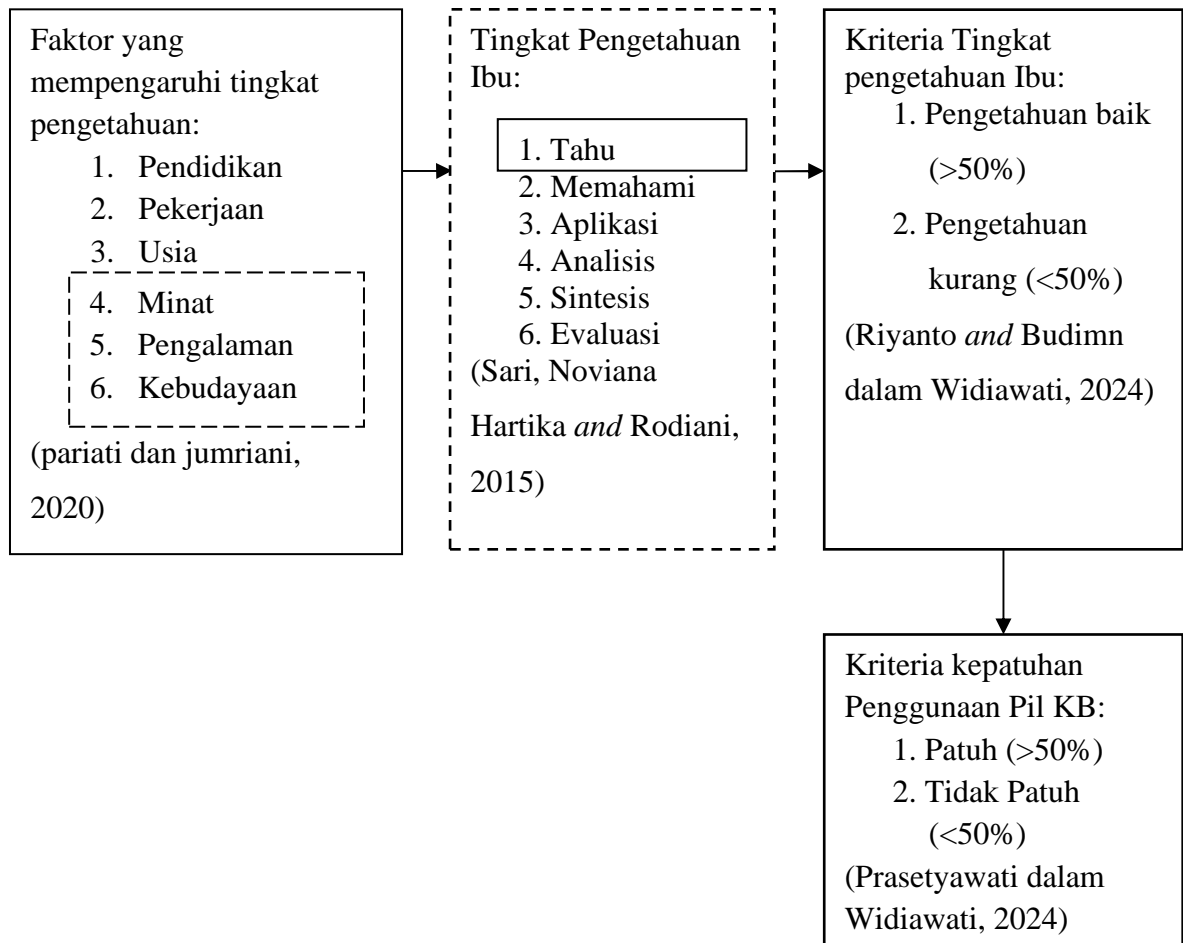 Faktor yang
mempengaruhi tingkat
pengetahuan:
1. Pendidikan
2. Pekerjaan
3. Usia
4. Minat
5. Pengalaman
6. Kebudayaan
(pariati dan jumriani,
2020)
Tingkat Pengetahuan
Ibu:
1. Tahu
2. Memahami
3. Aplikasi
4. Analisis
5. Sintesis
6. Evaluasi
(Sari, Noviana
Hartika and Rodiani,
2015)
Kriteria Tingkat
pengetahuan Ibu:
1. Pengetahuan baik
(>50%)
2. Pengetahuan
kurang (<50%)
(Riyanto and Budimn
dalam Widiawati, 2024)
Kriteria kepatuhan
Penggunaan Pil KB:
1. Patuh (>50%)
2. Tidak Patuh
(<50%)
(Prasetyawati dalam
Widiawati, 2024)